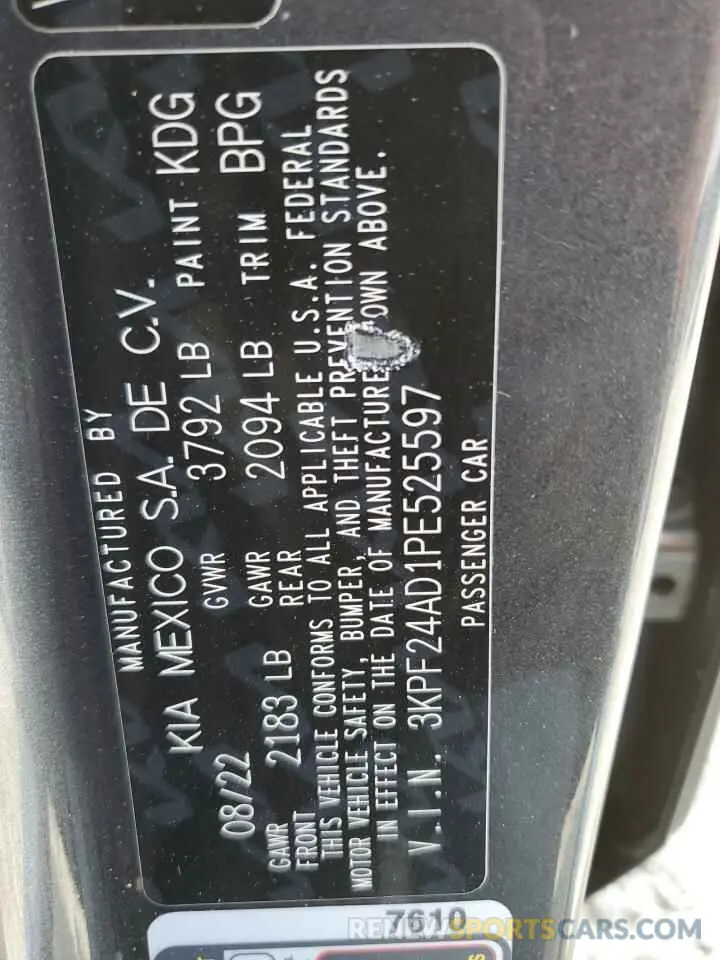 MANUFACTURED BY
KIA MEXICO S.A. DE C.V.
08/22 GVWR 3792 LB PAINT KDG
GAWR FRONT 2183 LB GAWR REAR 2094 LB TRIM BPG
THIS VEHICLE CONFORMS TO ALL APPLICABLE U.S.A. FEDERAL
MOTOR VEHICLE SAFETY, BUMPER, AND THEFT PREVENTION STANDARDS
IN EFFECT ON THE DATE OF MANUFACTURE OWN ABOVE.
V.I.N. 3KPF24AD1PE525597
PASSENGER CAR
7610
RENEWSPORTSCARS.COM